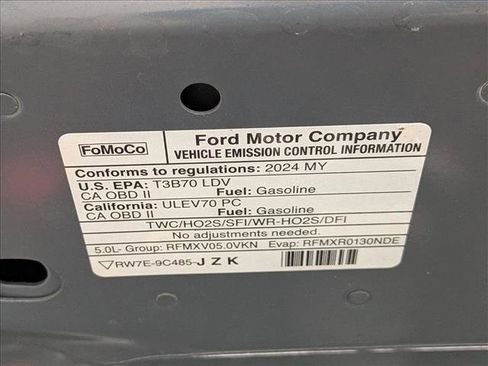 FoMoCo
Ford Motor Company
VEHICLE EMISSION CONTROL INFORMATION
Conforms to regulations: 2024 MY
U.S. EPA: T3B70 LDV
CA OBD II Fuel: Gasoline
California: ULEV70 PC
CA OBD II Fuel: Gasoline
TWC/HO2S/SFI/WR-HO2S/DFI
No adjustments needed.
5.0L- Group: RFMXV05.0VKN Evap: RFMXR0130NDE
RW7E-9C485-JZK